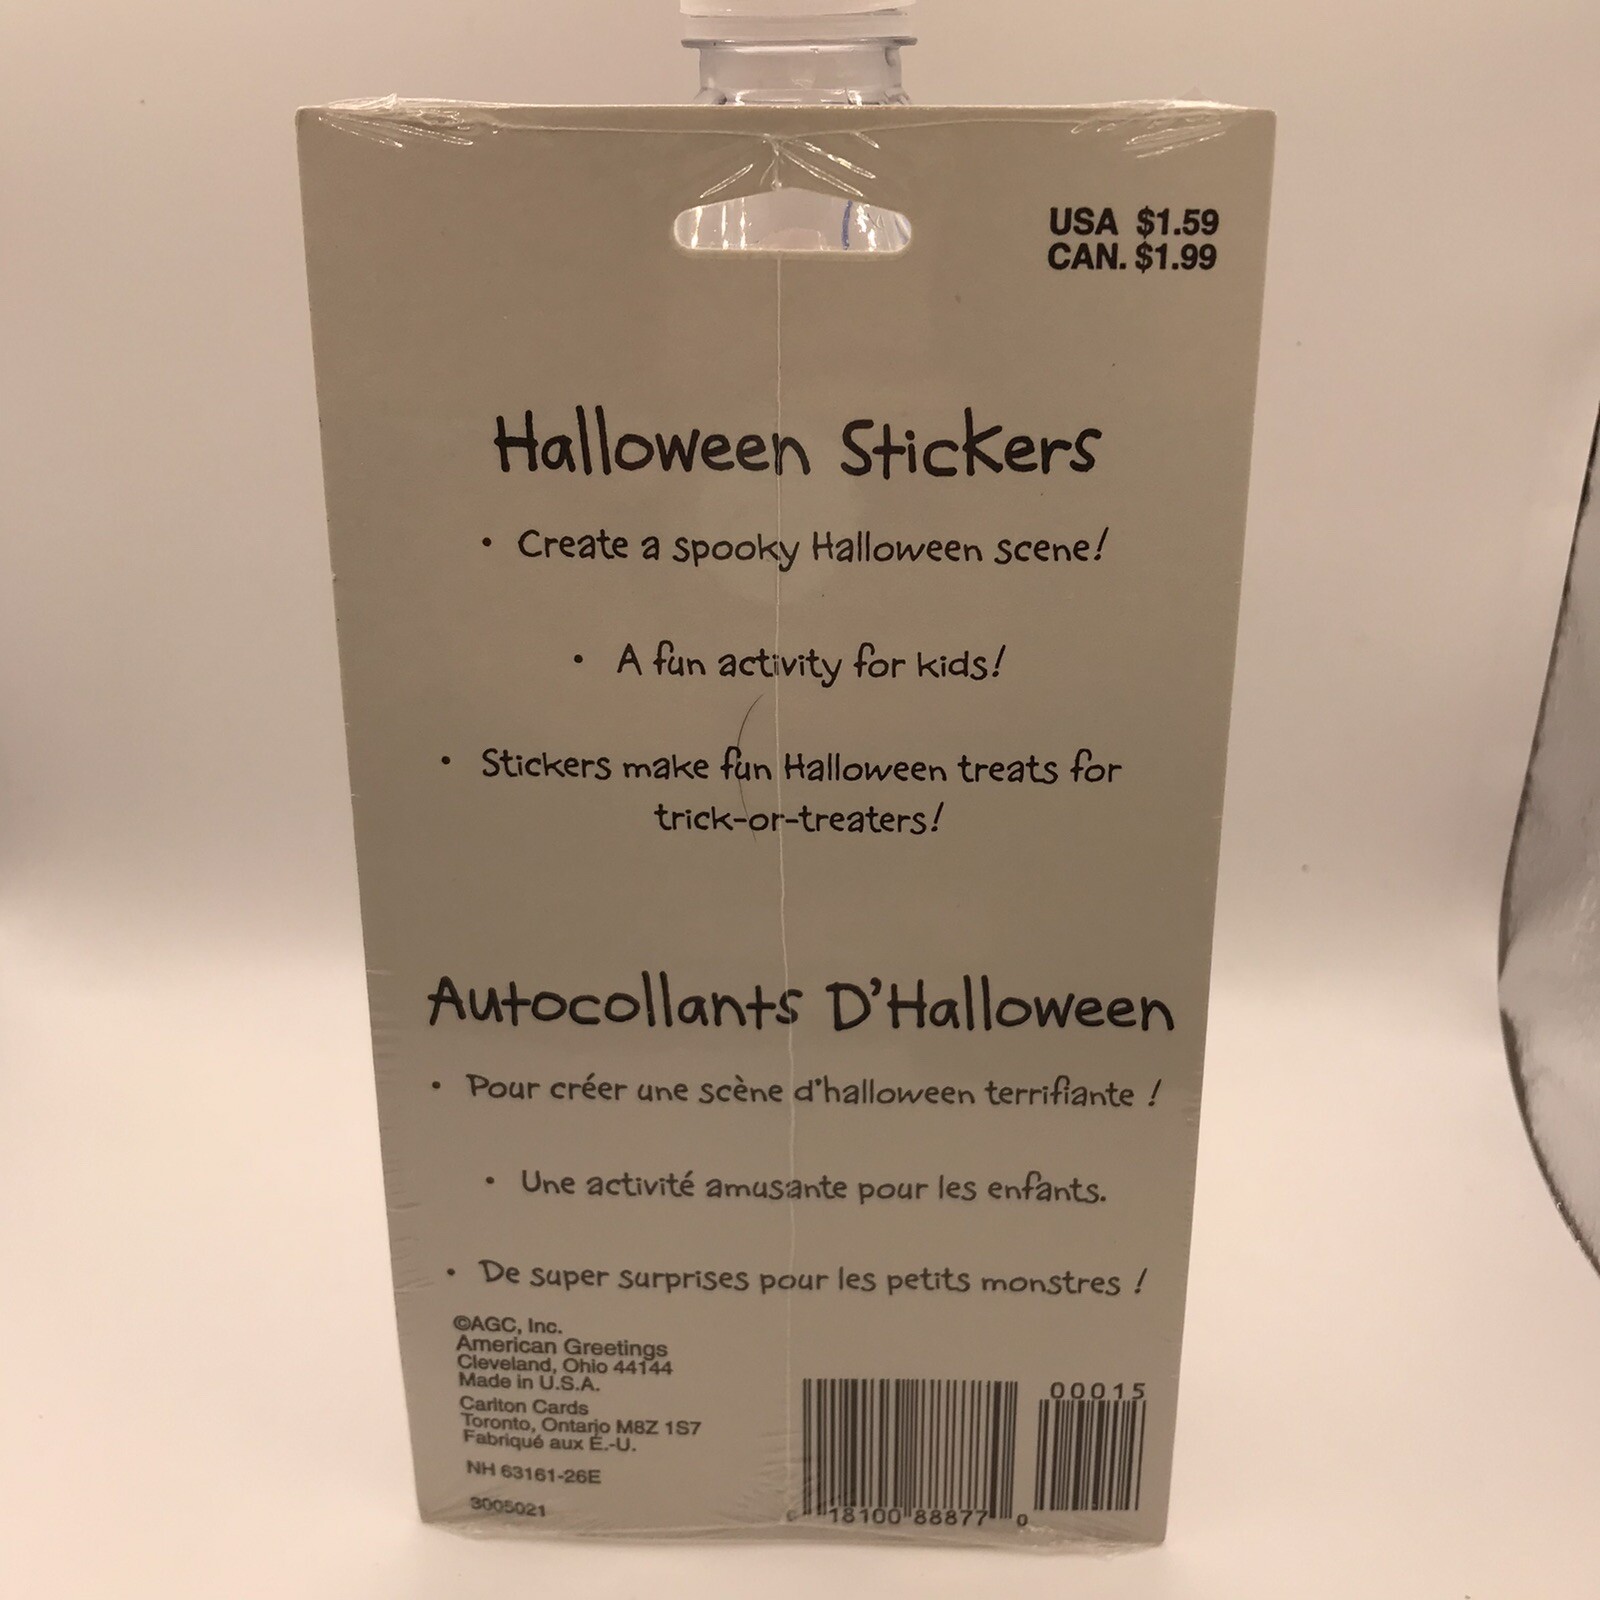 USA $1.59
CAN. $1.99
Halloween Stickers
• Create a spooky Halloween scene!
• A fun activity for kids!
• Stickers make fun Halloween treats for
trick-or-treaters!
Autocollants D'Halloween
• Pour créer une scène d'halloween terrifiante !
• Une activité amusante pour les enfants.
• De super surprises pour les petits monstres !
©AGC, Inc.
American Greetings
Cleveland, Ohio 44144
Made in U.S.A.
Carlton Cards
Toronto, Ontario M8Z 1S7
Fabriqué aux É.-U.
NH 63161-26E
3005021
00015
18100 88877 0